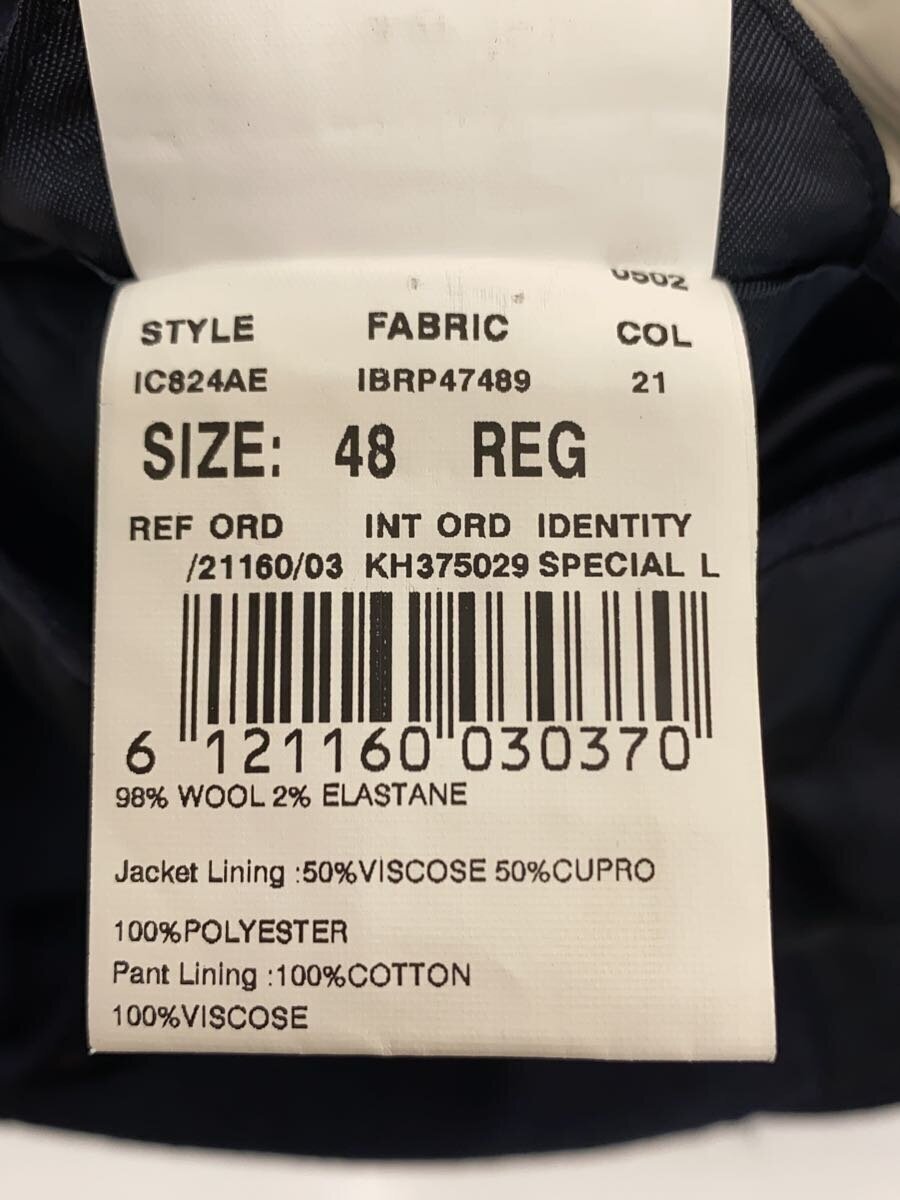 0502
STYLE FABRIC COL
IC824AE IBRP47489 21
SIZE: 48 REG
REF ORD INT ORD IDENTITY
/21160/03 KH375029 SPECIAL L
6 121160 030370
98% WOOL 2% ELASTANE
Jacket Lining :50%VISCOSE 50%CUPRO
100%POLYESTER
Pant Lining :100%COTTON
100%VISCOSE